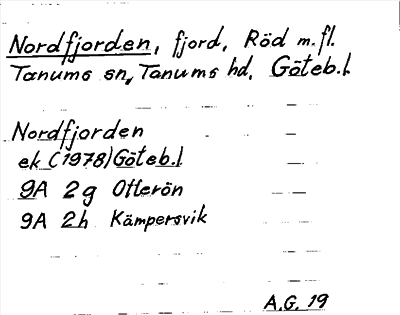 Nordfjorden, fjord, Röd m.fl.
Tanums sn, Tanums hd, Göteb.l.
Nordfjorden
ek (1978) Göteb.l
9A 2g Otterön
9A 2h Kämpersvik
A.G. 19